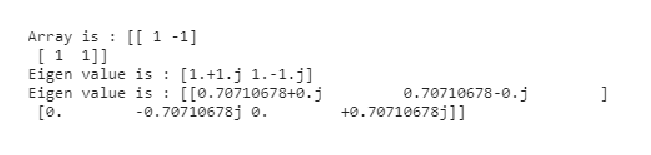 Array is : [[ 1 -1]
 [ 1  1]]
Eigen value is : [1.+1.j 1.-1.j]
Eigen value is : [[0.70710678+0.j         0.70710678-0.j        ]
 [0.        -0.70710678j 0.        +0.70710678j]]